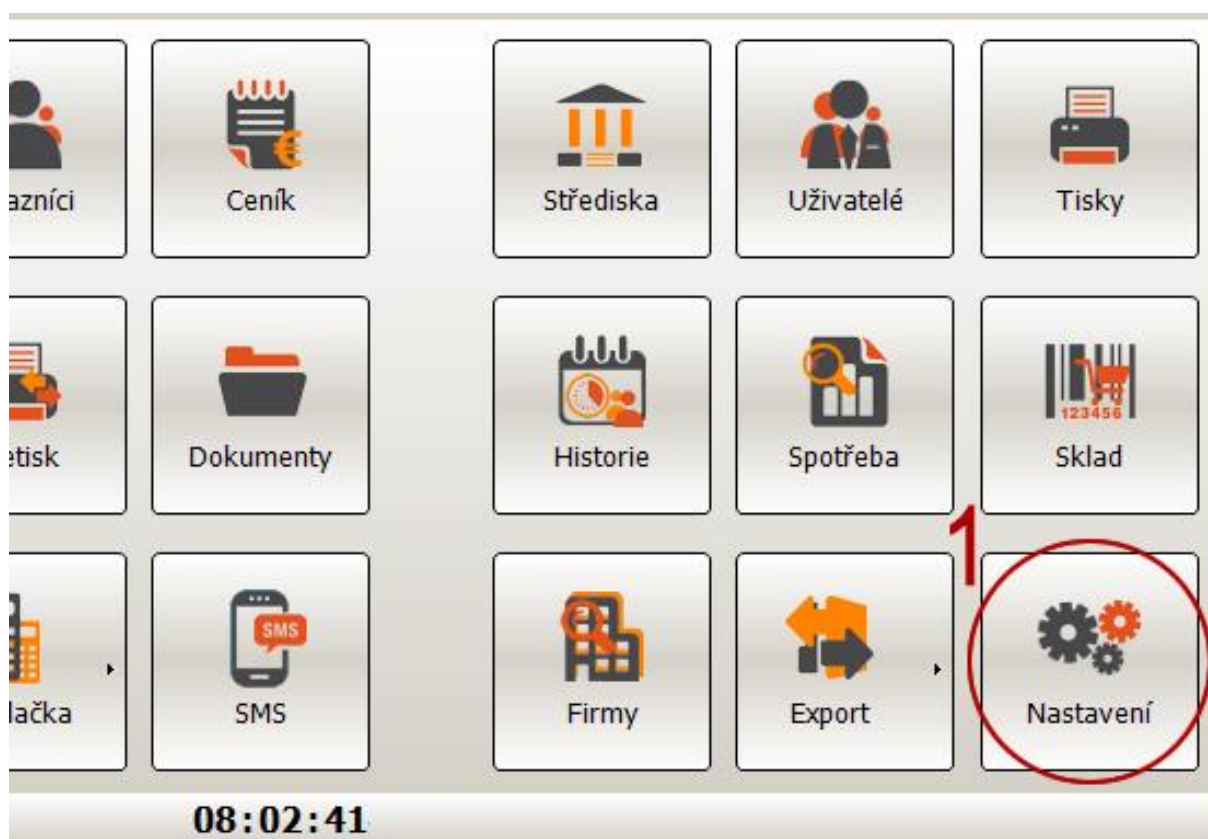 azníci
Ceník
Střediska
Uživatelé
Tisky
etisk
Dokumenty
Historie
Spotřeba
123456
Sklad
1
lačka
SMS
SMS
Firmy
Export
Nastavení
08:02:41